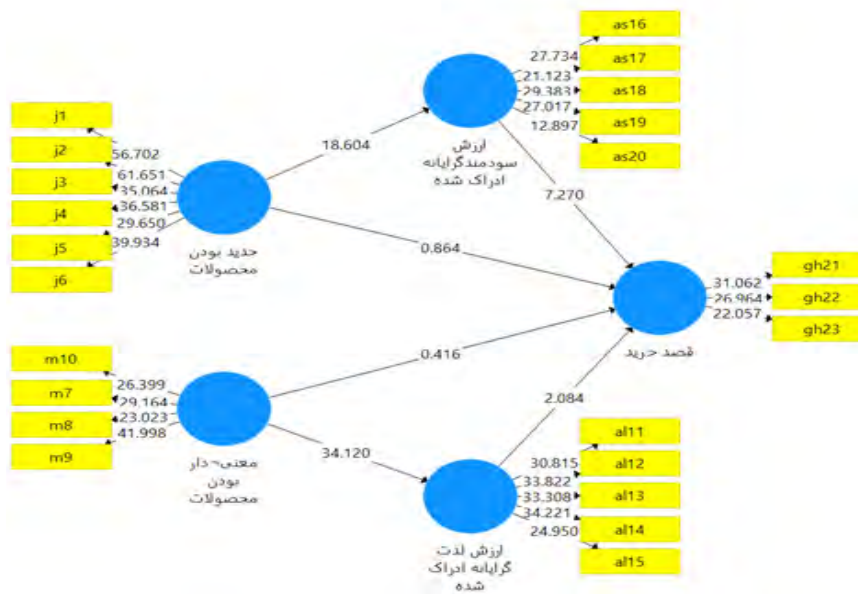 as16
27.734
as17
21.123
as18
29.383
as19
27.017
as20
12.897
ارزش
سودمندگرایانه
ادراک شده
j1
56.702
j2
61.651
j3
35.064
j4
36.581
j5
29.650
j6
39.934
جدید بودن
محصولات
18.604
7.270
0.864
gh21
31.062
gh22
26.964
gh23
22.057
قصد خرید
0.416
2.084
m10
26.399
m7
29.164
m8
23.023
m9
41.998
معنی-دار
بودن
محصولات
34.120
al11
30.815
al12
33.822
al13
33.308
al14
34.221
al15
24.950
ارزش لذت
گرایانه ادراک
شده